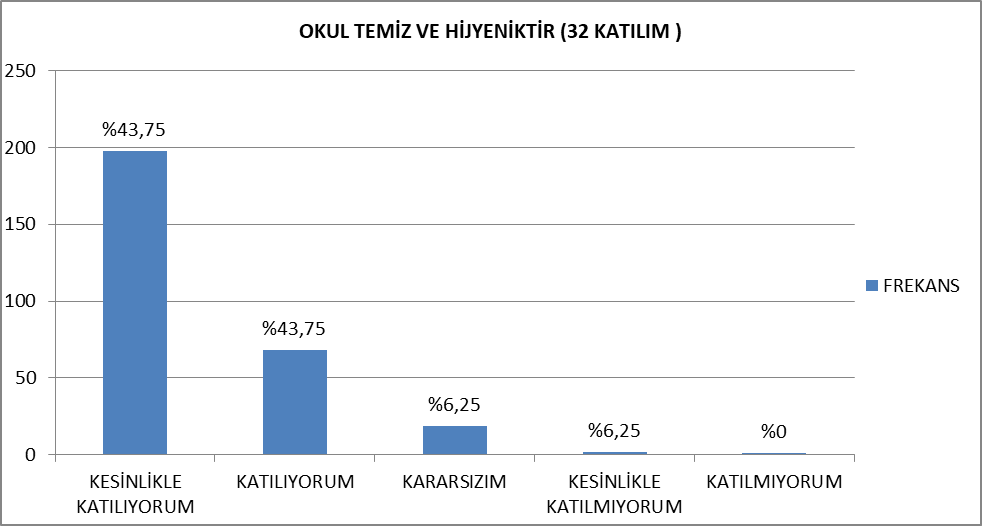 OKUL TEMİZ VE HİJYENİKTİR (32 KATILIM )
250
200
150
100
50
0
%43,75
%43,75
%6,25
%6,25
%0
KESİNLİKLE
KATILIYORUM
KATILIYORUM
KARARSIZIM
KESİNLİKLE
KATILMIYORUM
KATILMIYORUM
FREKANS